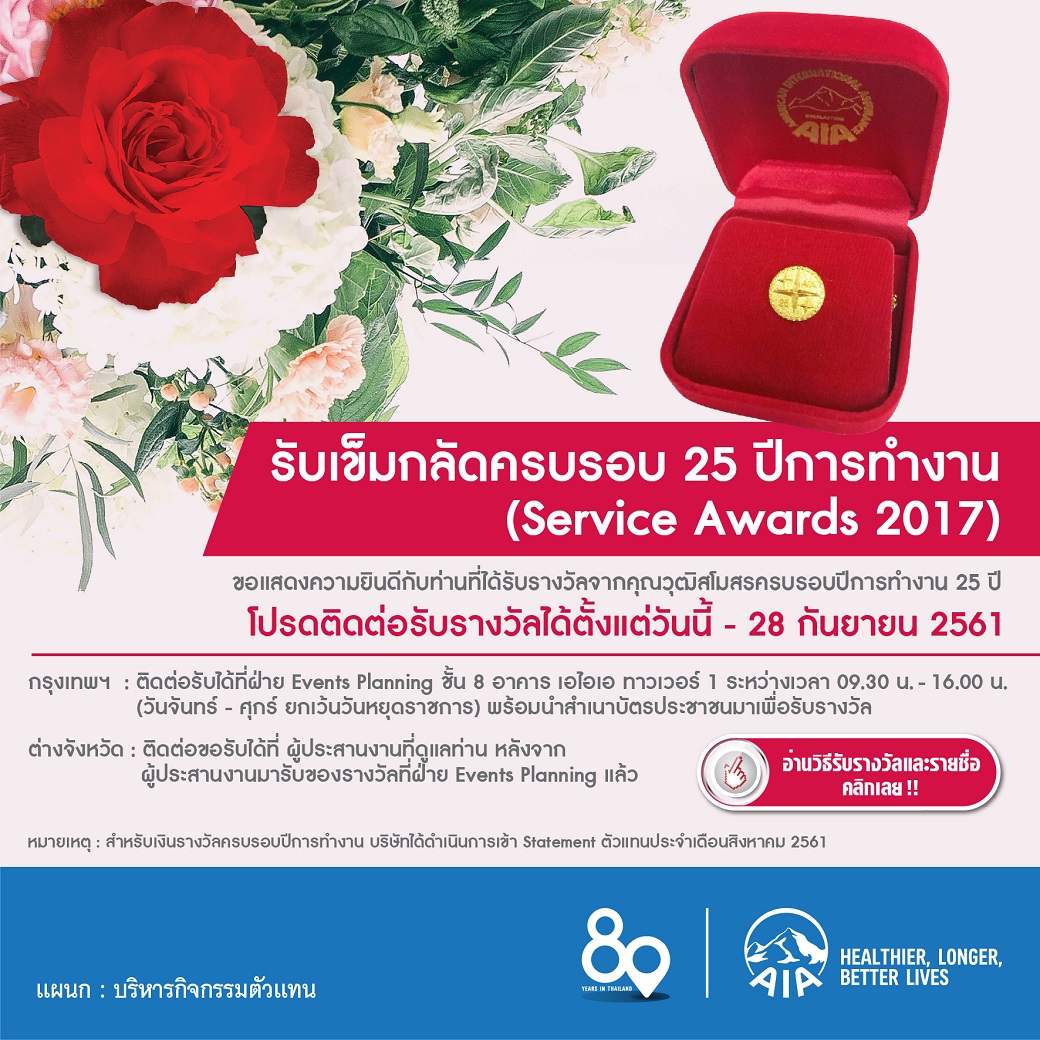 AMERICAN INTERNATIONAL ASSURANCE
AIA
รับเข็มกลัดครบรอบ 25 ปีการทำงาน
(Service Awards 2017)
ขอแสดงความยินดีกับท่านที่ได้รับรางวัลจากคุณวุฒิสโมสรครบรอบปีการทำงาน 25 ปี
โปรดติดต่อรับรางวัลได้ตั้งแต่วันนี้ - 28 กันยายน 2561
กรุงเทพฯ : ติดต่อรับได้ที่ฝ่าย Events Planning ชั้น 8 อาคาร เอไอเอ ทาวเวอร์ 1 ระหว่างเวลา 09.30 น. - 16.00 น.
(วันจันทร์ - ศุกร์ ยกเว้นวันหยุดราชการ) พร้อมนำสำเนาบัตรประชาชนมาเพื่อรับรางวัล
ต่างจังหวัด : ติดต่อขอรับได้ที่ ผู้ประสานงานที่ดูแลท่าน หลังจาก
ผู้ประสานงานมารับของรางวัลที่ฝ่าย Events Planning แล้ว
อ่านวิธีรับรางวัลและรายชื่อ
คลิกเลย !!
หมายเหตุ : สำหรับเงินรางวัลครบรอบปีการทำงาน บริษัทได้ดำเนินการเข้า Statement ตัวแทนประจำเดือนสิงหาคม 2561
แผนก : บริหารกิจกรรมตัวแทน
80
YEARS IN THAILAND
AIA
HEALTHIER, LONGER,
BETTER LIVES